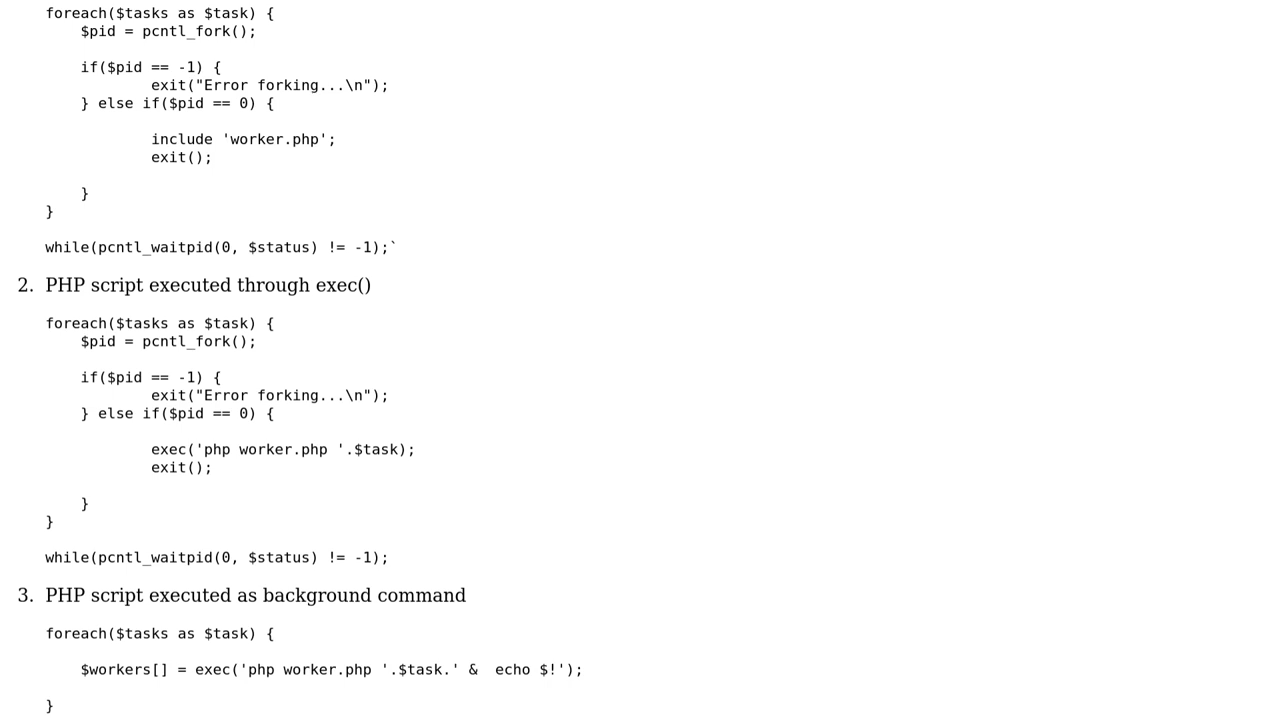 foreach($tasks as $task) {
    $pid = pcntl_fork();
    if($pid == -1) {
            exit("Error forking...\n");
    } else if($pid == 0) {
            include 'worker.php';
            exit();
    }
}
while(pcntl_waitpid(0, $status) != -1);`
2. PHP script executed through exec()
foreach($tasks as $task) {
    $pid = pcntl_fork();
    if($pid == -1) {
            exit("Error forking...\n");
    } else if($pid == 0) {
            exec('php worker.php '.$task);
            exit();
    }
}
while(pcntl_waitpid(0, $status) != -1);
3. PHP script executed as background command
foreach($tasks as $task) {
    $workers[] = exec('php worker.php '.$task.' &  echo $!');
}